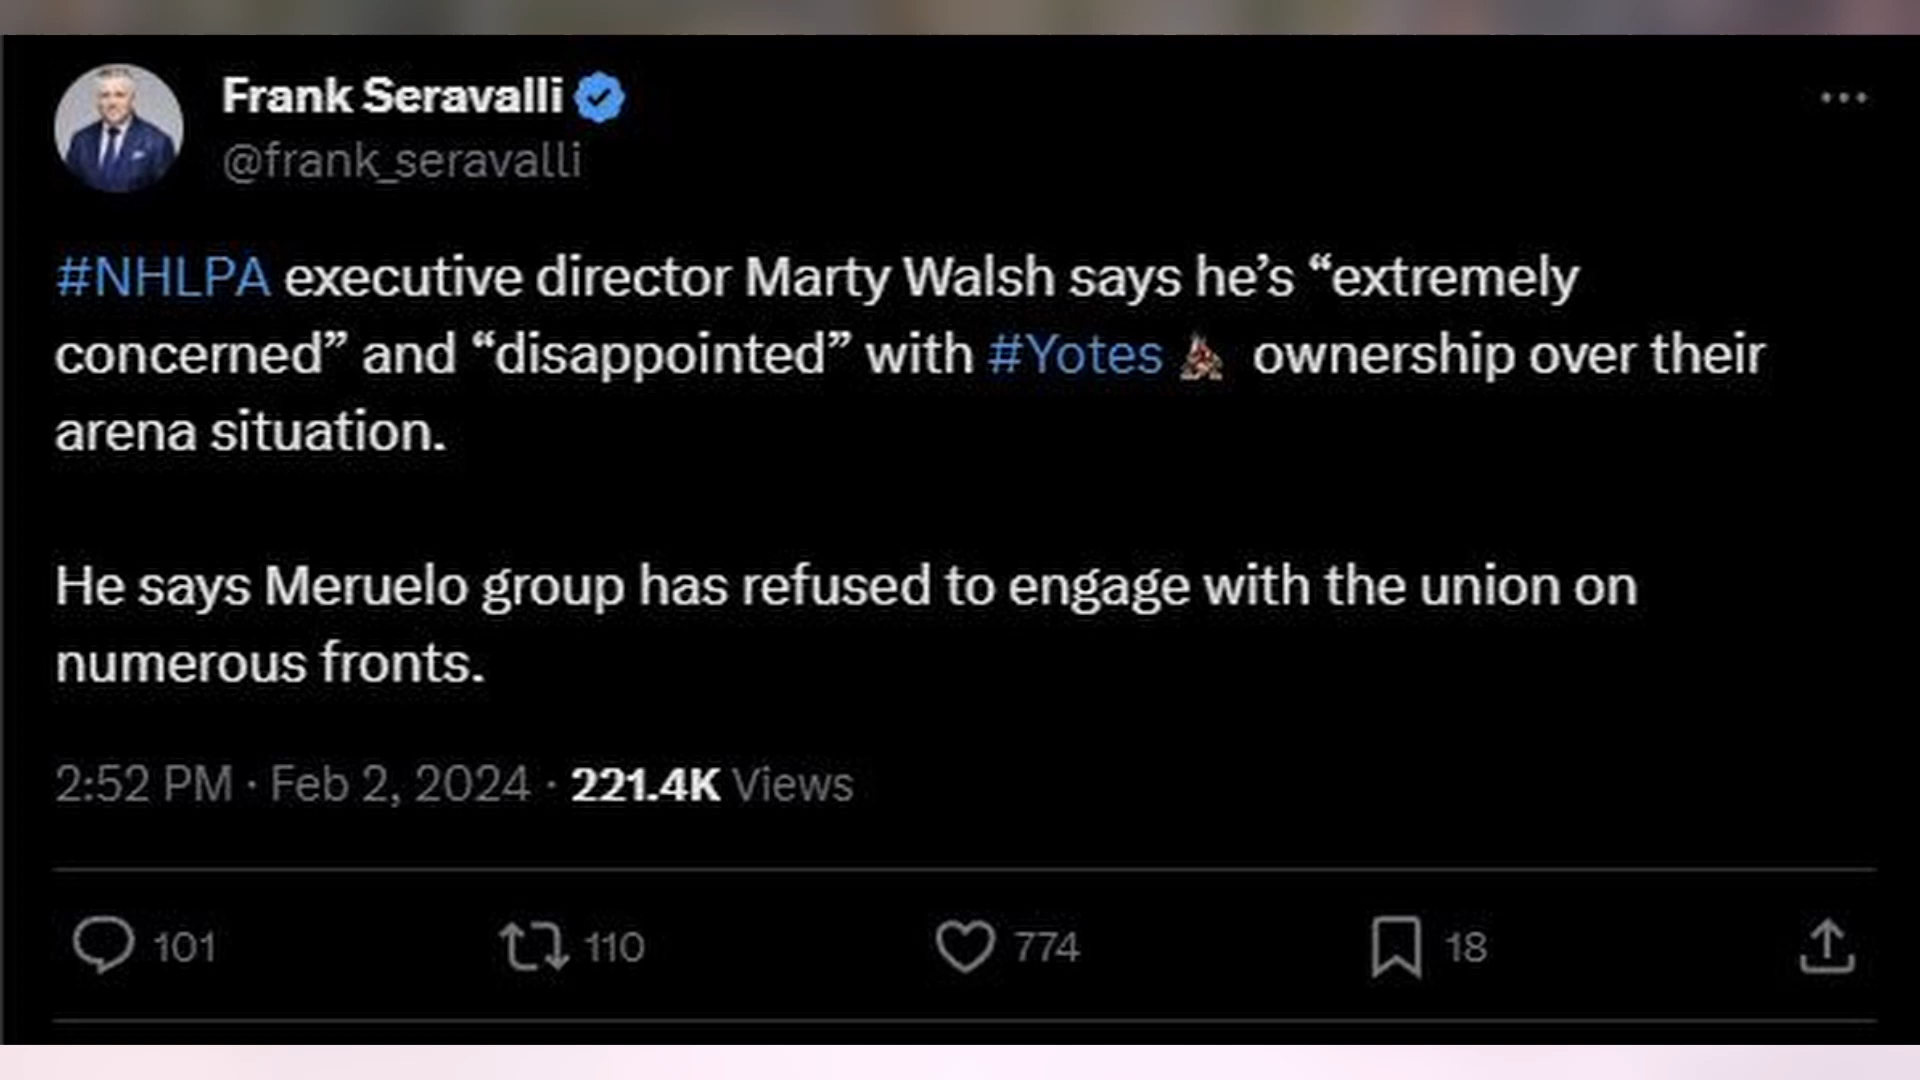 Frank Seravalli
@frank_seravalli
#NHLPA executive director Marty Walsh says he’s “extremely
concerned” and “disappointed” with #Yotes ownership over their
arena situation.
He says Meruelo group has refused to engage with the union on
numerous fronts.
2:52 PM · Feb 2, 2024 · 221.4K Views
101 110 774 18